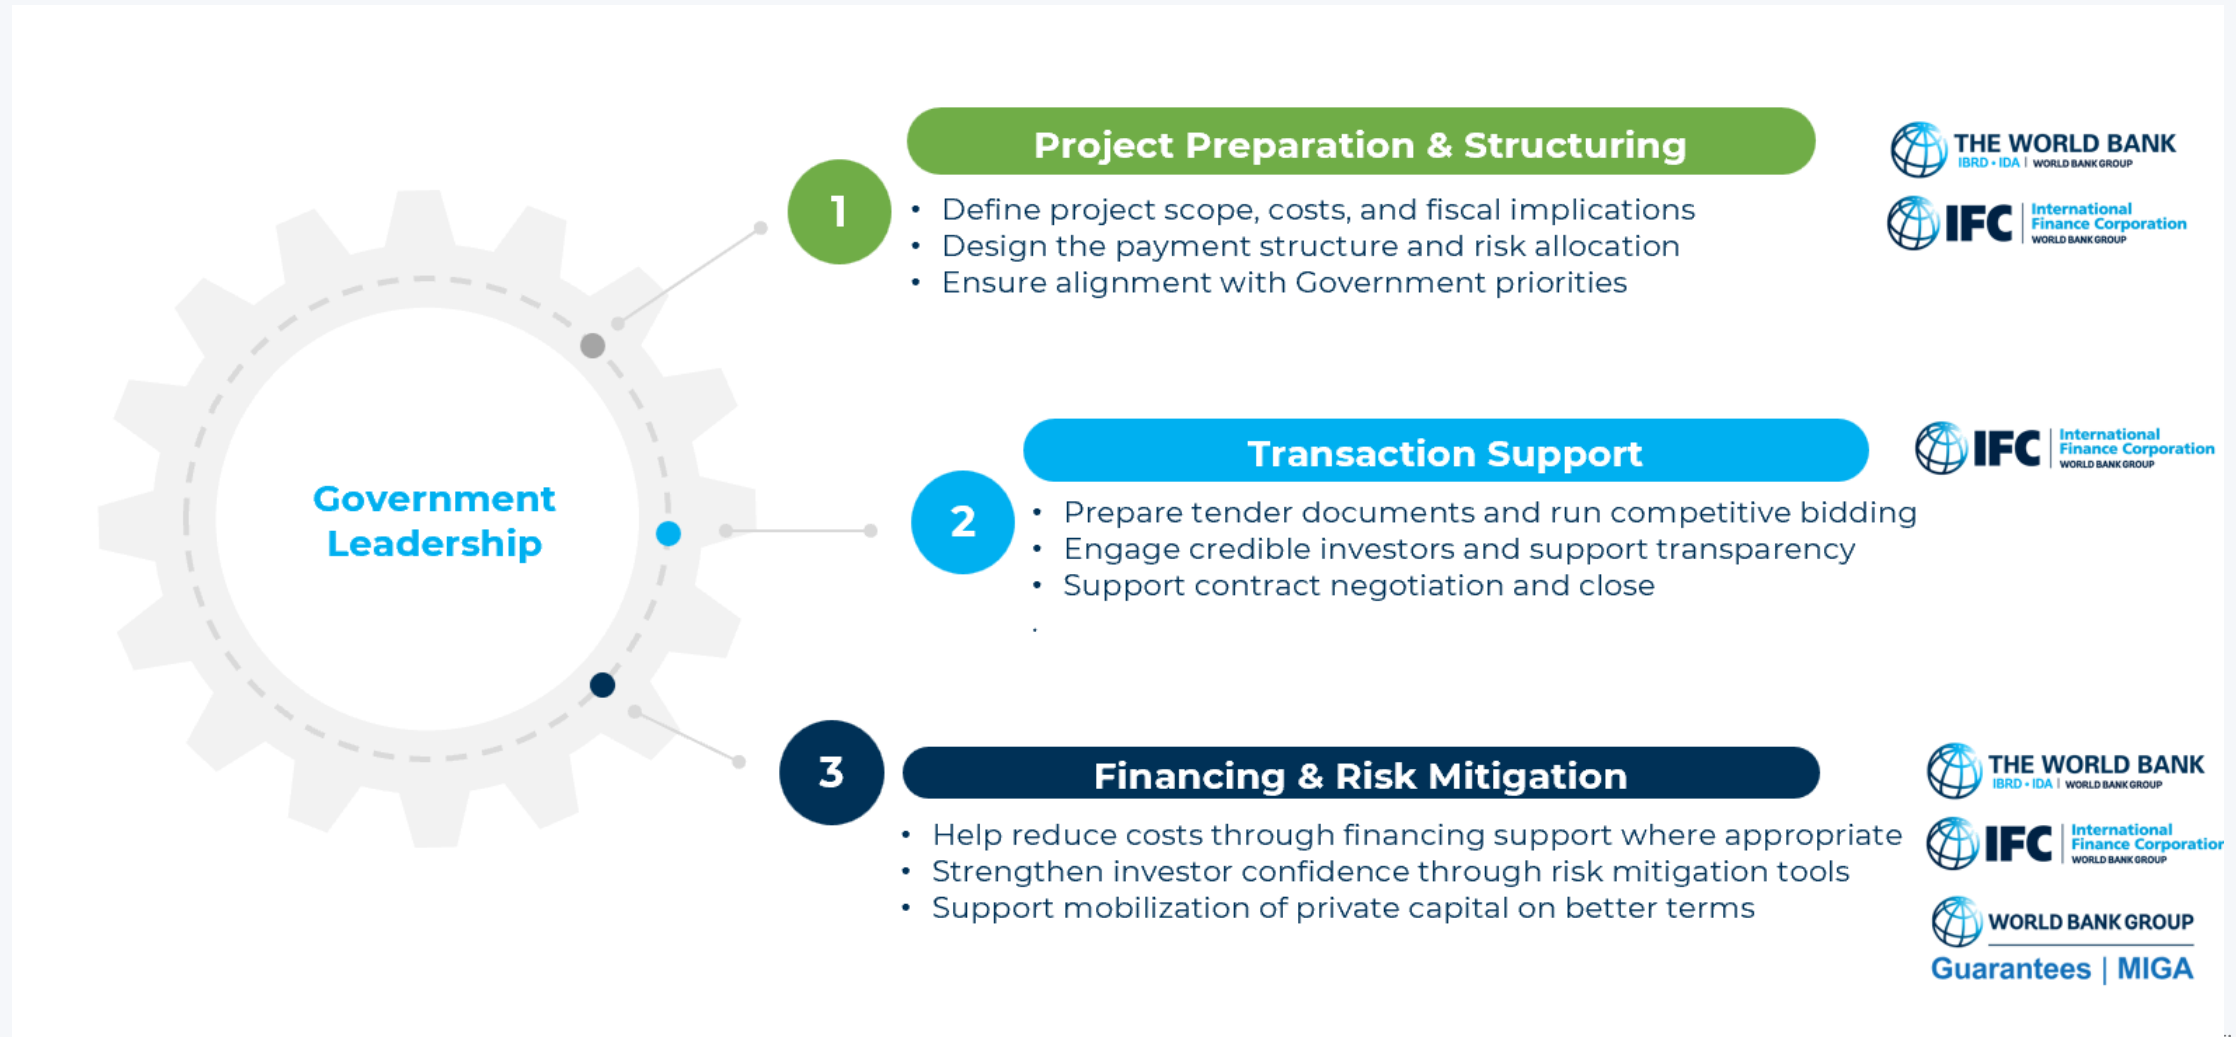 Government
Leadership
1
Project Preparation & Structuring
• Define project scope, costs, and fiscal implications
• Design the payment structure and risk allocation
• Ensure alignment with Government priorities
THE WORLD BANK
IBRD • IDA | WORLD BANK GROUP
IFC
International
Finance Corporation
WORLD BANK GROUP
2
Transaction Support
• Prepare tender documents and run competitive bidding
• Engage credible investors and support transparency
• Support contract negotiation and close
.
IFC
International
Finance Corporation
WORLD BANK GROUP
3
Financing & Risk Mitigation
• Help reduce costs through financing support where appropriate
• Strengthen investor confidence through risk mitigation tools
• Support mobilization of private capital on better terms
THE WORLD BANK
IBRD • IDA | WORLD BANK GROUP
IFC
International
Finance Corporation
WORLD BANK GROUP
WORLD BANK GROUP
Guarantees | MIGA